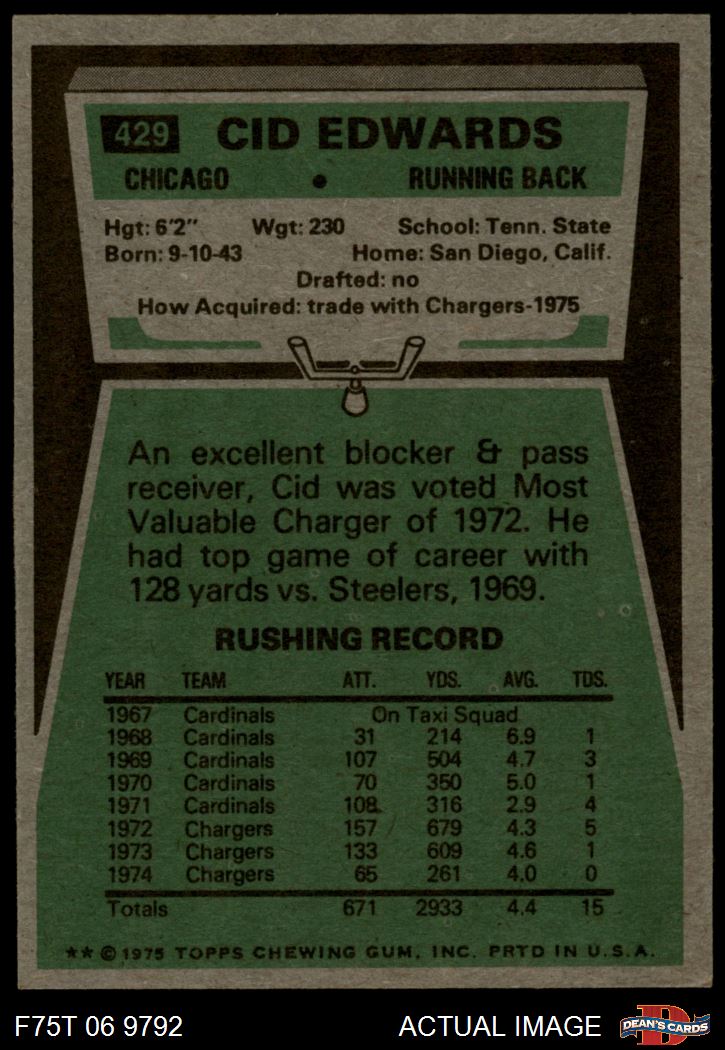 429 CID EDWARDS
CHICAGO • RUNNING BACK
Hgt: 6'2" Wgt: 230 School: Tenn. State
Born: 9-10-43 Home: San Diego, Calif.
Drafted: no
How Acquired: trade with Chargers-1975
An excellent blocker & pass
receiver, Cid was voted Most
Valuable Charger of 1972. He
had top game of career with
128 yards vs. Steelers, 1969.
RUSHING RECORD
YEAR TEAM ATT. YDS. AVG. TDS.
1967 Cardinals On Taxi Squad
1968 Cardinals 31 214 6.9 1
1969 Cardinals 107 504 4.7 3
1970 Cardinals 70 350 5.0 1
1971 Cardinals 108 316 2.9 4
1972 Chargers 157 679 4.3 5
1973 Chargers 133 609 4.6 1
1974 Chargers 65 261 4.0 0
Totals 671 2933 4.4 15
** © 1975 TOPPS CHEWING GUM, INC. PRTD IN U.S.A.
F75T 06 9792 ACTUAL IMAGE D DEAN'S CARDS